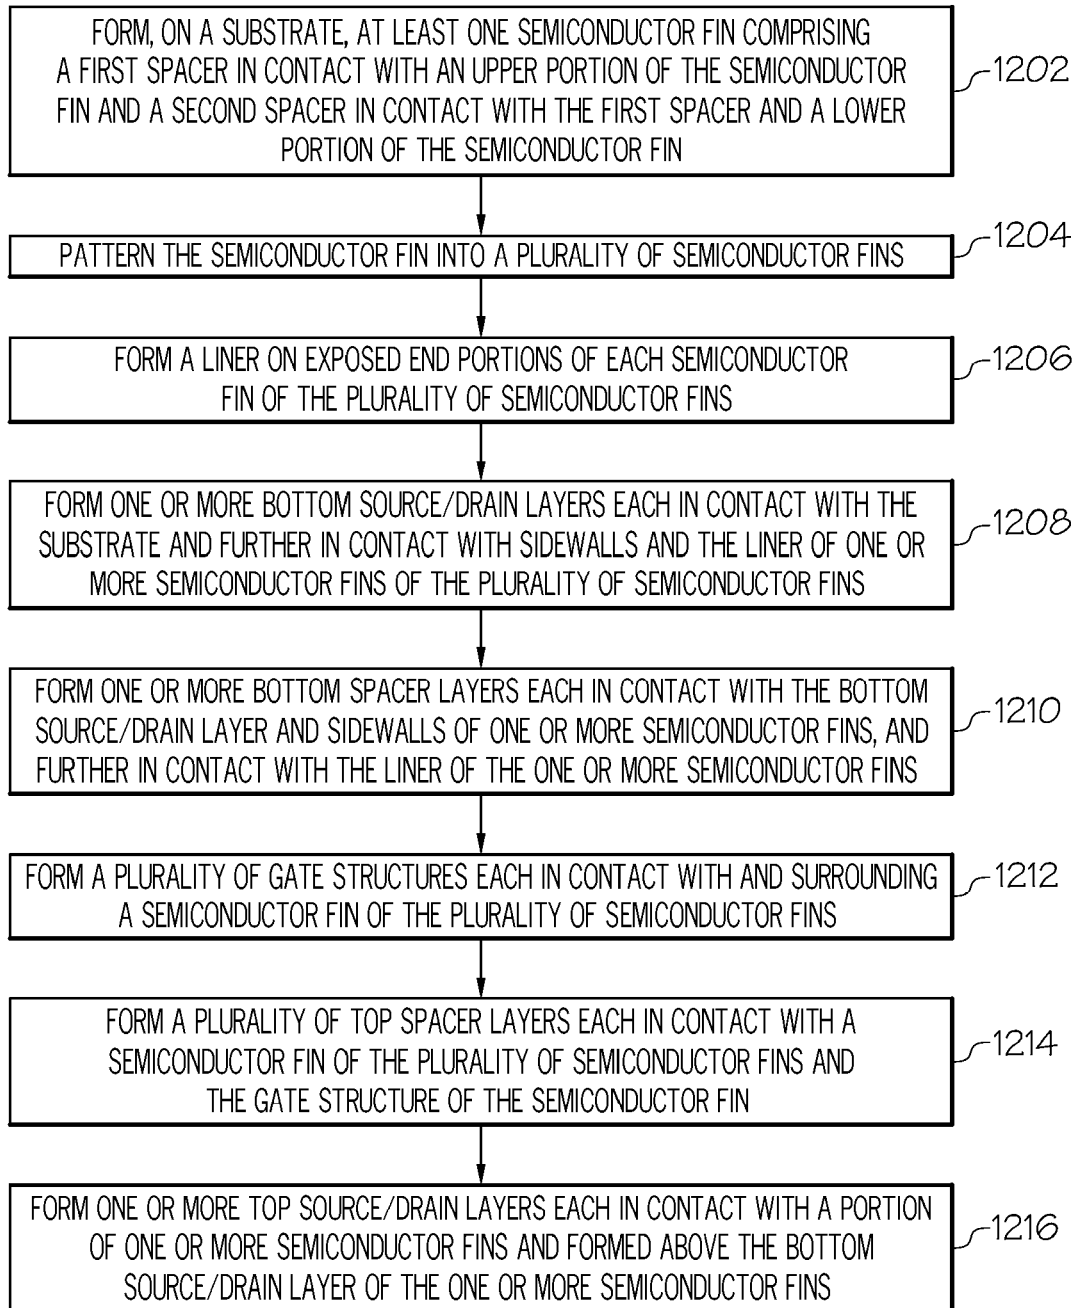 FORM, ON A SUBSTRATE, AT LEAST ONE SEMICONDUCTOR FIN COMPRISING
A FIRST SPACER IN CONTACT WITH AN UPPER PORTION OF THE SEMICONDUCTOR
FIN AND A SECOND SPACER IN CONTACT WITH THE FIRST SPACER AND A LOWER
PORTION OF THE SEMICONDUCTOR FIN
1202
PATTERN THE SEMICONDUCTOR FIN INTO A PLURALITY OF SEMICONDUCTOR FINS
1204
FORM A LINER ON EXPOSED END PORTIONS OF EACH SEMICONDUCTOR
FIN OF THE PLURALITY OF SEMICONDUCTOR FINS
1206
FORM ONE OR MORE BOTTOM SOURCE/DRAIN LAYERS EACH IN CONTACT WITH THE
SUBSTRATE AND FURTHER IN CONTACT WITH SIDEWALLS AND THE LINER OF ONE OR
MORE SEMICONDUCTOR FINS OF THE PLURALITY OF SEMICONDUCTOR FINS
1208
FORM ONE OR MORE BOTTOM SPACER LAYERS EACH IN CONTACT WITH THE BOTTOM
SOURCE/DRAIN LAYER AND SIDEWALLS OF ONE OR MORE SEMICONDUCTOR FINS, AND
FURTHER IN CONTACT WITH THE LINER OF THE ONE OR MORE SEMICONDUCTOR FINS
1210
FORM A PLURALITY OF GATE STRUCTURES EACH IN CONTACT WITH AND SURROUNDING
A SEMICONDUCTOR FIN OF THE PLURALITY OF SEMICONDUCTOR FINS
1212
FORM A PLURALITY OF TOP SPACER LAYERS EACH IN CONTACT WITH A
SEMICONDUCTOR FIN OF THE PLURALITY OF SEMICONDUCTOR FINS AND
THE GATE STRUCTURE OF THE SEMICONDUCTOR FIN
1214
FORM ONE OR MORE TOP SOURCE/DRAIN LAYERS EACH IN CONTACT WITH A PORTION
OF ONE OR MORE SEMICONDUCTOR FINS AND FORMED ABOVE THE BOTTOM
SOURCE/DRAIN LAYER OF THE ONE OR MORE SEMICONDUCTOR FINS
1216